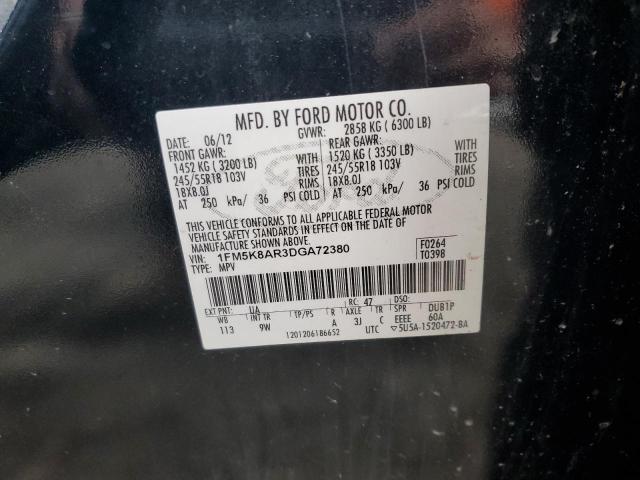 MFD. BY FORD MOTOR CO.
DATE: 06/12 GVWR: 2858 KG ( 6300 LB)
FRONT GAWR: REAR GAWR:
1452 KG ( 3200 LB) WITH 1520 KG ( 3350 LB) WITH
245/55R18 103V TIRES 245/55R18 103V TIRES
18X8.0J RIMS 18X8.0J RIMS
AT 250 kPa/ 36 PSI COLD AT 250 kPa/ 36 PSI COLD
THIS VEHICLE CONFORMS TO ALL APPLICABLE FEDERAL MOTOR
VEHICLE SAFETY STANDARDS IN EFFECT ON THE DATE OF
MANUFACTURE SHOWN ABOVE.
VIN: 1FM5K8AR3DGA72380 F0264
TYPE: MPV T0398
EXT PNT: UA RC: 47 DSO:
WB INT TR TP/PS R AXLE TR SPR DUB1P
113 9W A 3J C EEEE 60A
1201206186652 UTC ▽5U5A-1520472-BA
Ford